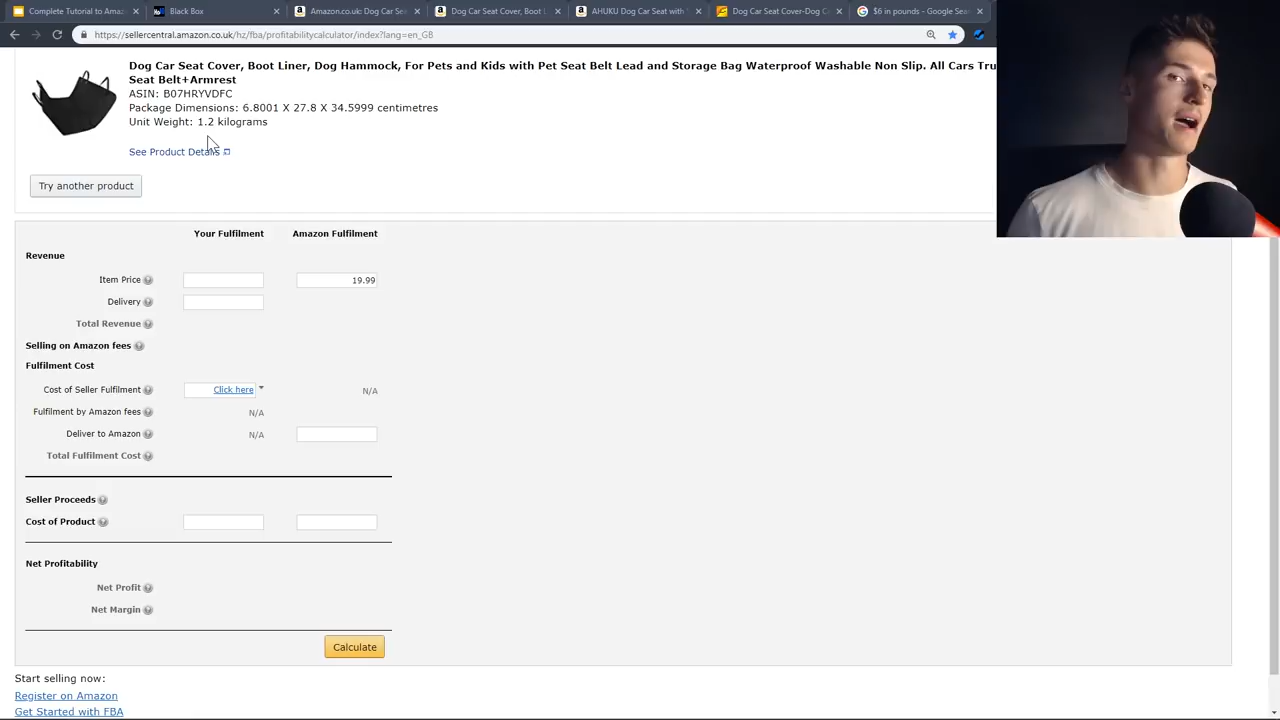 Complete Tutorial to Amaz
Black Box
Amazon.co.uk: Dog Car Se
Dog Car Seat Cover, Boot L
AHUKU Dog Car Seat with
Dog Car Seat Cover-Dog C
$6 in pounds - Google Sea
https://sellercentral.amazon.co.uk/hz/fba/profitabilitycalculator/index?lang=en_GB
Dog Car Seat Cover, Boot Liner, Dog Hammock, For Pets and Kids with Pet Seat Belt Lead and Storage Bag Waterproof Washable Non Slip. All Cars Tru
Seat Belt+Armrest
ASIN: B07HRYVDFC
Package Dimensions: 6.8001 X 27.8 X 34.5999 centimetres
Unit Weight: 1.2 kilograms
See Product Details
Try another product
Your Fulfilment Amazon Fulfilment
Revenue
Item Price 19.99
Delivery
Total Revenue
Selling on Amazon fees
Fulfilment Cost
Cost of Seller Fulfilment Click here N/A
Fulfilment by Amazon fees N/A
Deliver to Amazon N/A
Total Fulfilment Cost
Seller Proceeds
Cost of Product
Net Profitability
Net Profit
Net Margin
Calculate
Start selling now:
Register on Amazon
Get Started with FBA